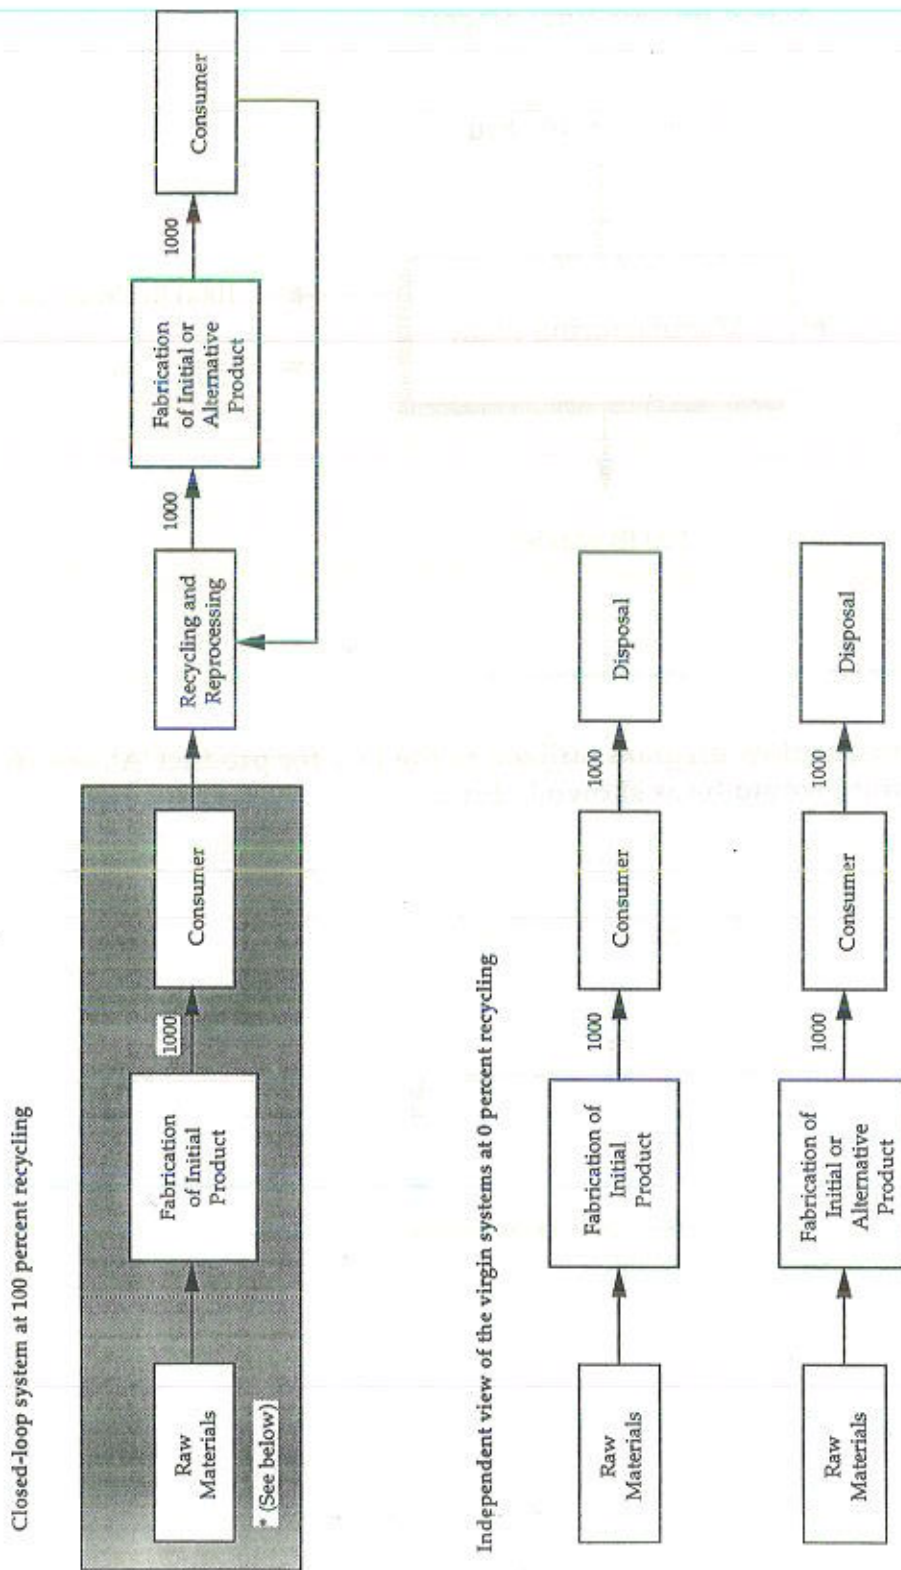 Closed-loop system at 100 percent recycling
Raw
Materials
Fabrication
of Initial
Product
1000
Consumer
Recycling and
Reprocessing
1000
Fabrication
of Initial or
Alternative
Product
1000
Consumer
* (See below)
Independent view of the virgin systems at 0 percent recycling
Raw
Materials
Fabrication of
Initial
Product
1000
Consumer
1000
Disposal
Raw
Materials
Fabrication of
Initial or
Alternative
Product
1000
Consumer
1000
Disposal